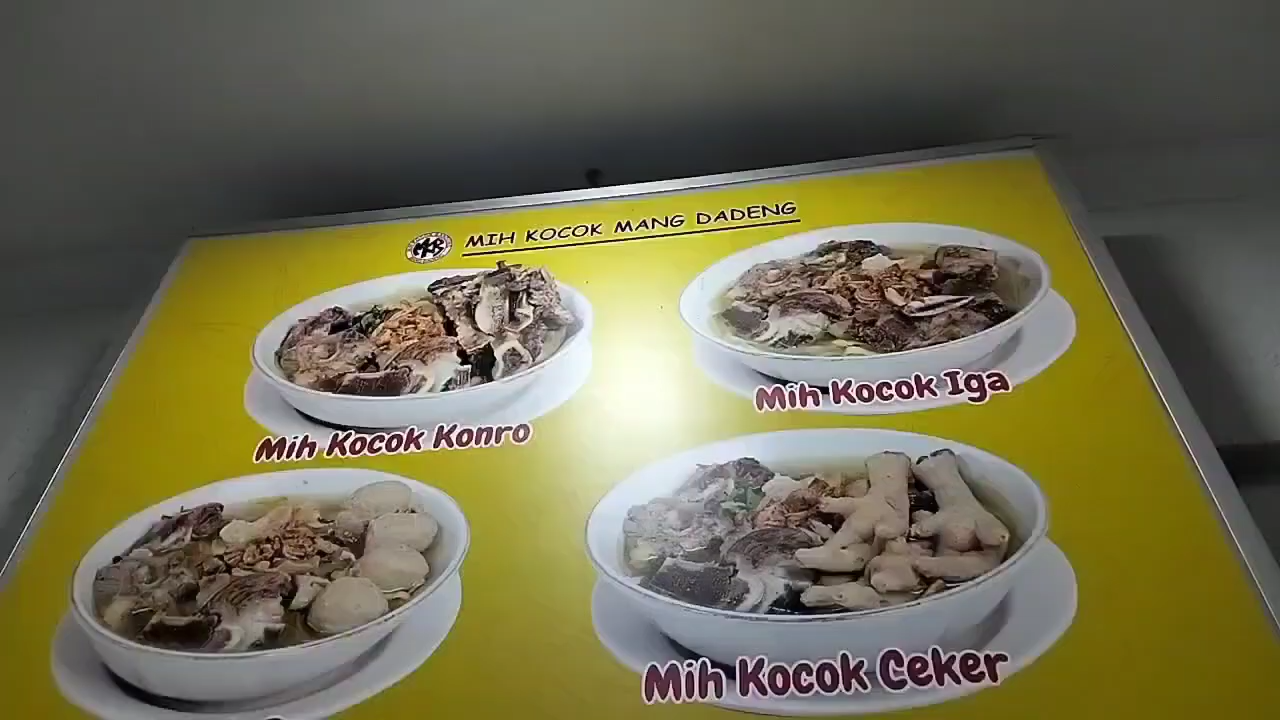 MIH KOCOK MANG DADENG
Mih Kocok Konro
Mih Kocok Iga
Mih Kocok Ceker